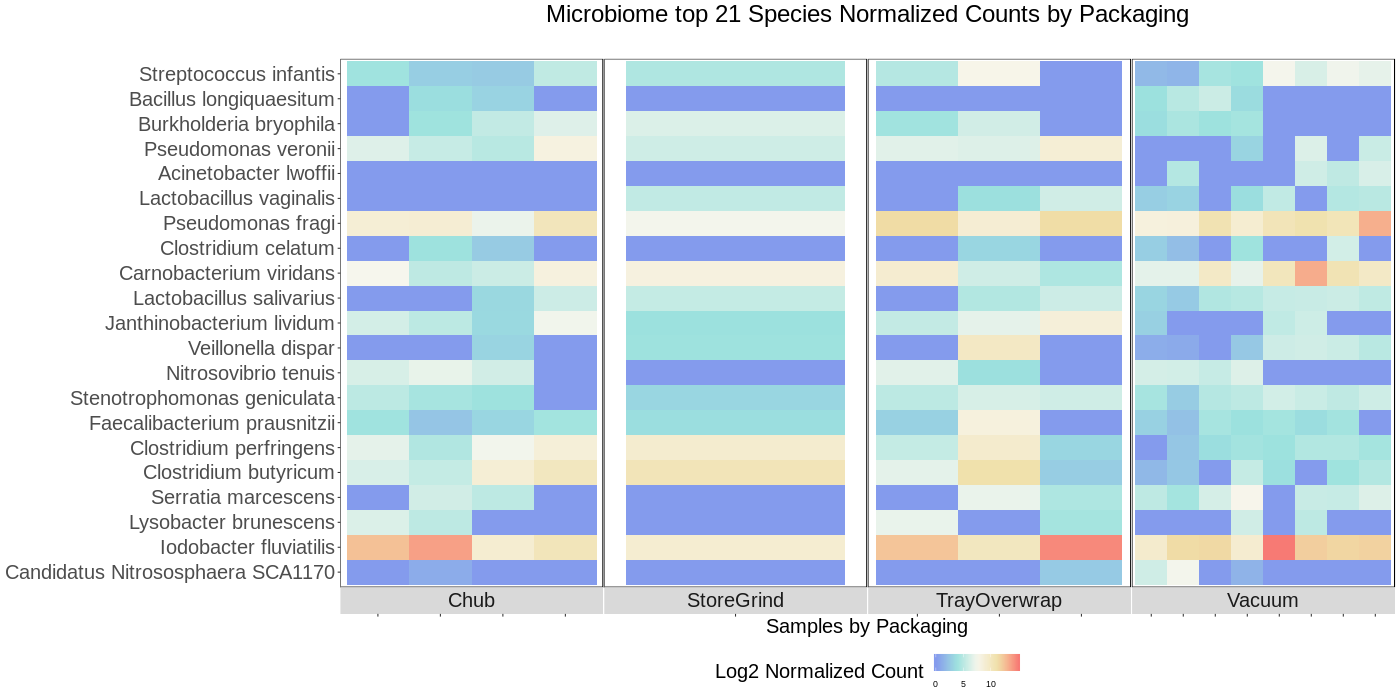 Microbiome top 21 Species Normalized Counts by Packaging
Streptococcus infantis
Bacillus longiquaesitum
Burkholderia bryophila
Pseudomonas veronii
Acinetobacter lwoffii
Lactobacillus vaginalis
Pseudomonas fragi
Clostridium celatum
Carnobacterium viridans
Lactobacillus salivarius
Janthinobacterium lividum
Veillonella dispar
Nitrosovibrio tenuis
Stenotrophomonas geniculata
Faecalibacterium prausnitzii
Clostridium perfringens
Clostridium butyricum
Serratia marcescens
Lysobacter brunescens
Iodobacter fluviatilis
Candidatus Nitrososphaera SCA1170
Chub StoreGrind TrayOverwrap Vacuum
Samples by Packaging
Log2 Normalized Count
0 5 10